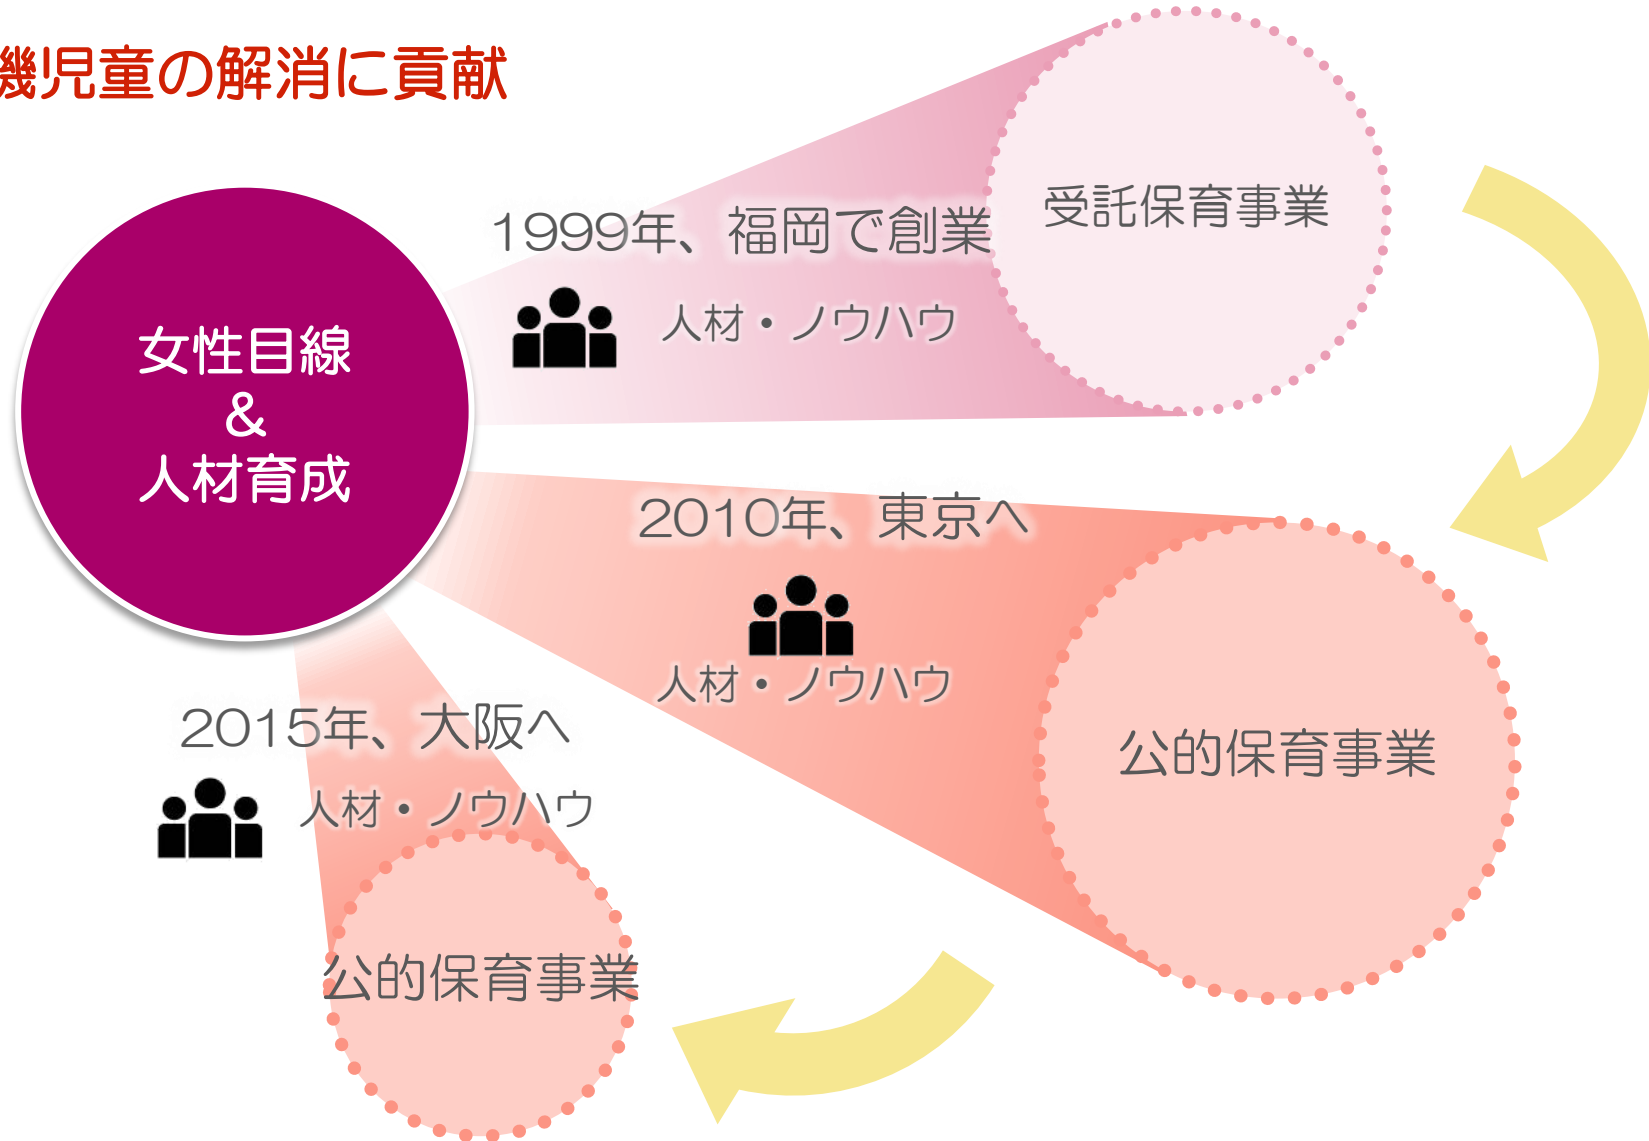 機児童の解消に貢献
1999年、福岡で創業
人材・ノウハウ
受託保育事業
女性目線
&
人材育成
2010年、東京へ
人材・ノウハウ
公的保育事業
2015年、大阪へ
人材・ノウハウ
公的保育事業